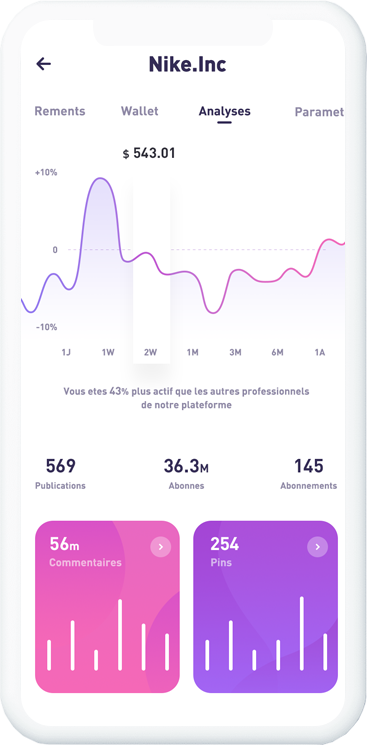 Nike.Inc
Rements Wallet Analyses Paramet
$ 543.01
+10%
0
-10%
1J 1W 2W 1M 3M 6M 1A
Vous etes 43% plus actif que les autres professionnels
de notre plateforme
569 36.3M 145
Publications Abonnes Abonnements
56m 254
Commentaires Pins